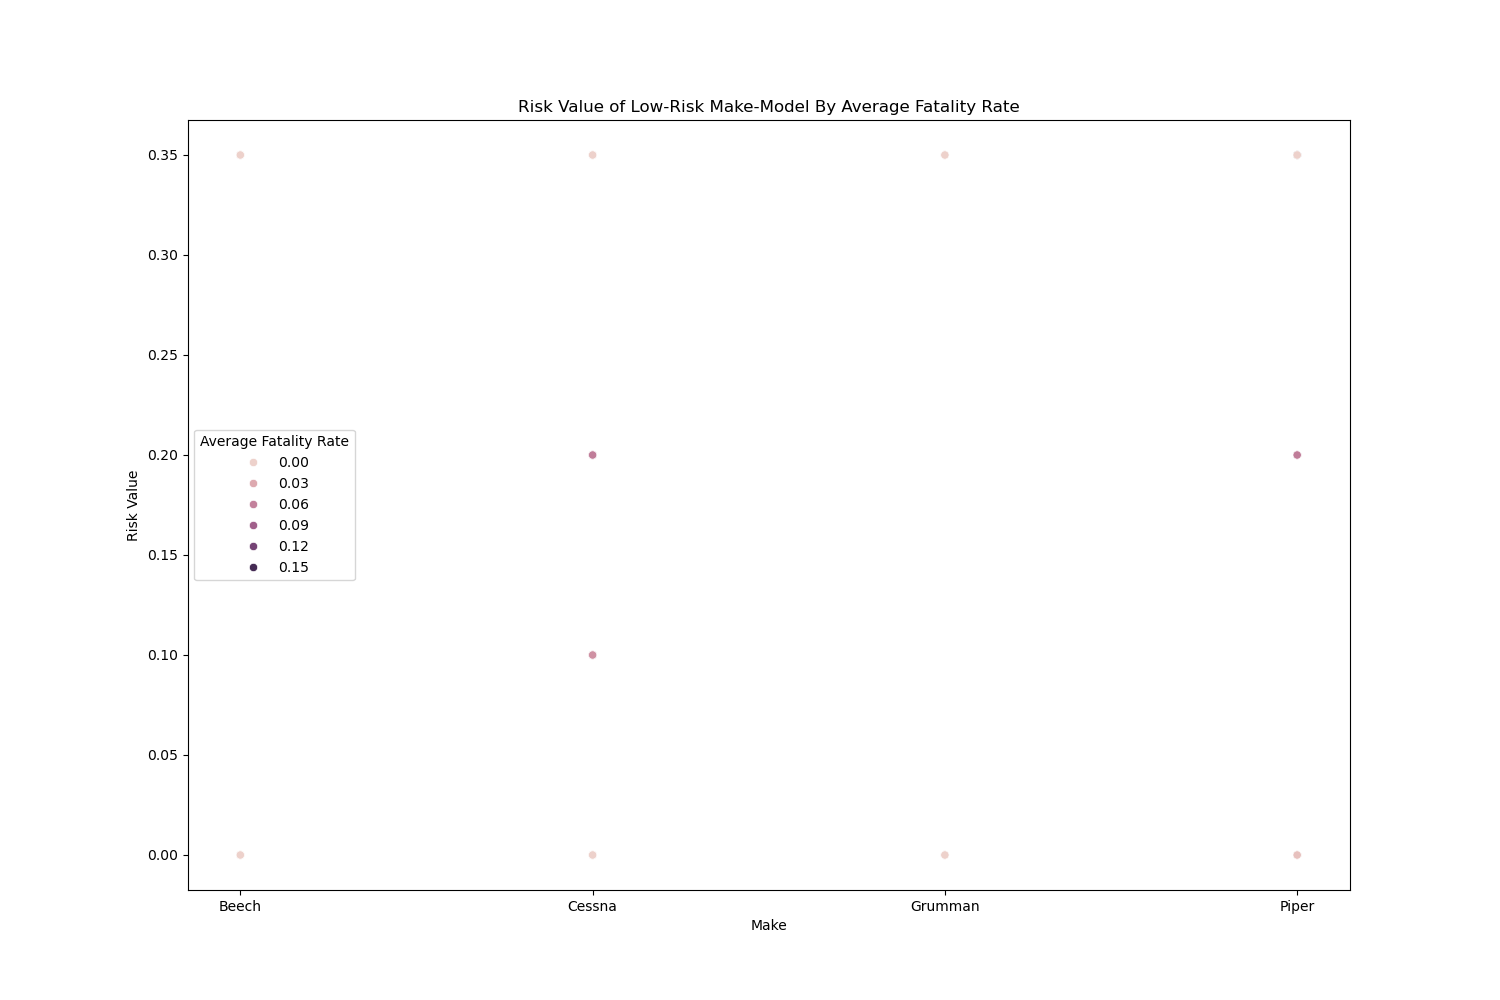 Risk Value of Low-Risk Make-Model By Average Fatality Rate
0.35
0.30
0.25
0.20
0.15
0.10
0.05
0.00
Risk Value
Average Fatality Rate
0.00
0.03
0.06
0.09
0.12
0.15
Beech Cessna Grumman Piper
Make